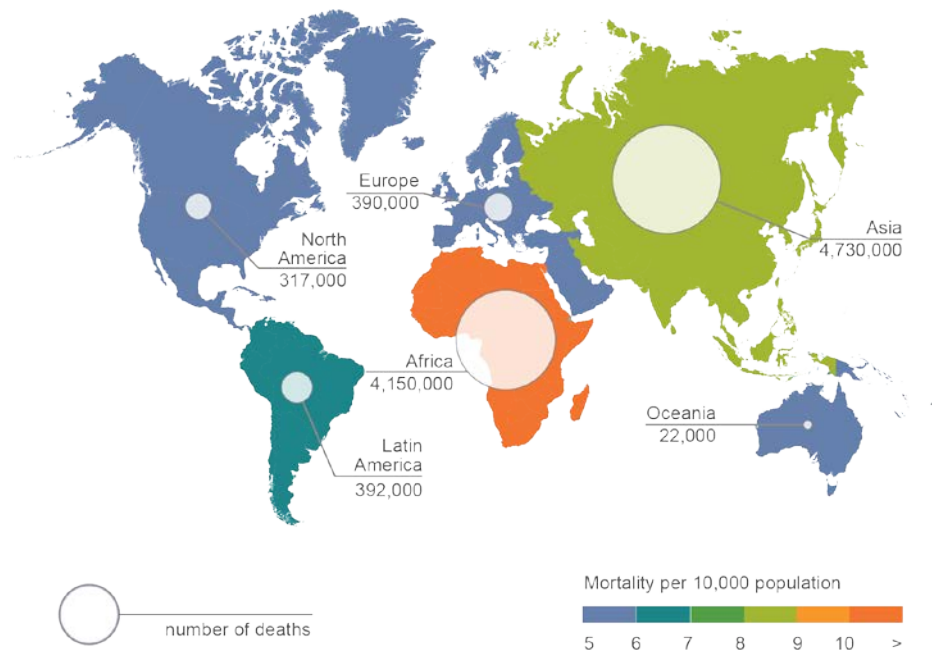 Europe
390,000
North
America
317,000
Asia
4,730,000
Africa
4,150,000
Latin
America
392,000
Oceania
22,000
number of deaths
Mortality per 10,000 population
5 6 7 8 9 10 >